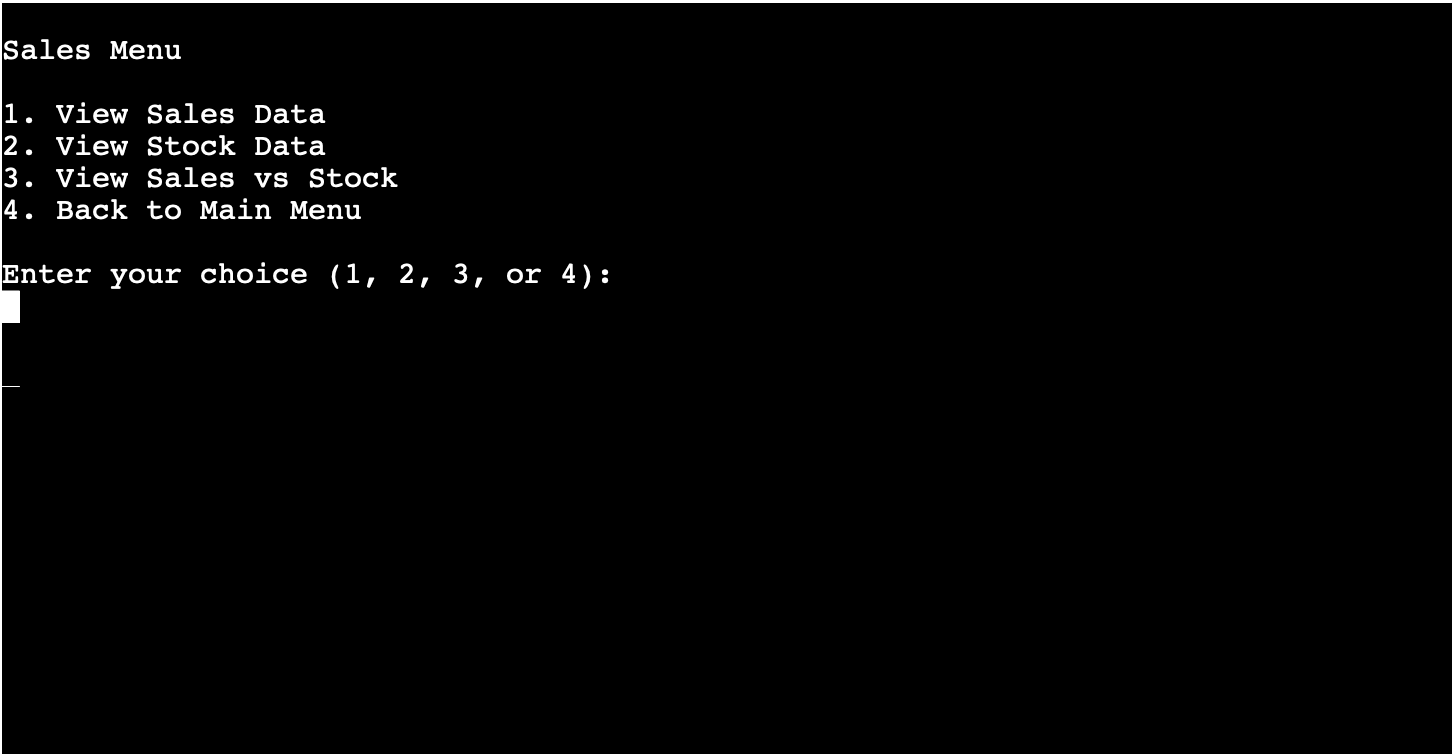 Sales Menu
1. View Sales Data
2. View Stock Data
3. View Sales vs Stock
4. Back to Main Menu
Enter your choice (1, 2, 3, or 4):